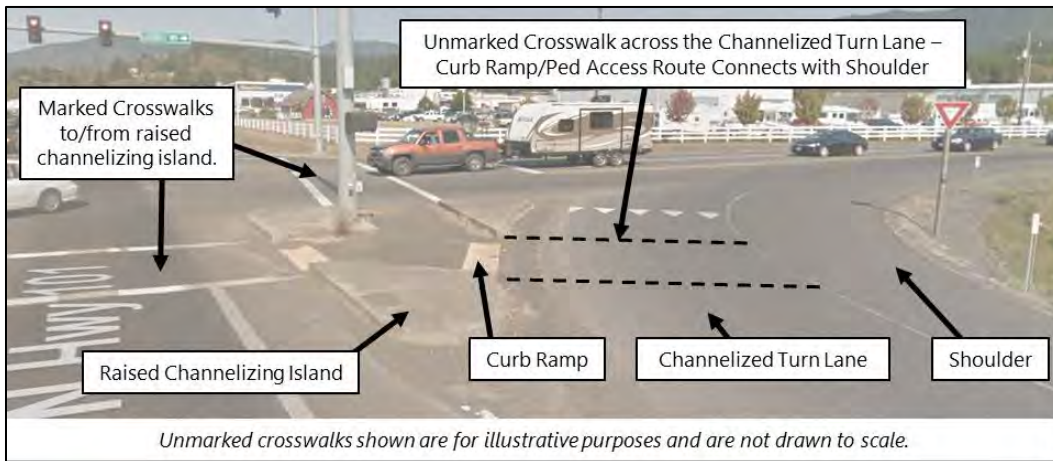 Unmarked Crosswalk across the Channelized Turn Lane –
Curb Ramp/Ped Access Route Connects with Shoulder
Marked Crosswalks
to/from raised
channelizing island.
N Hwy 101
Raised Channelizing Island
Curb Ramp
Channelized Turn Lane
Shoulder
Unmarked crosswalks shown are for illustrative purposes and are not drawn to scale.